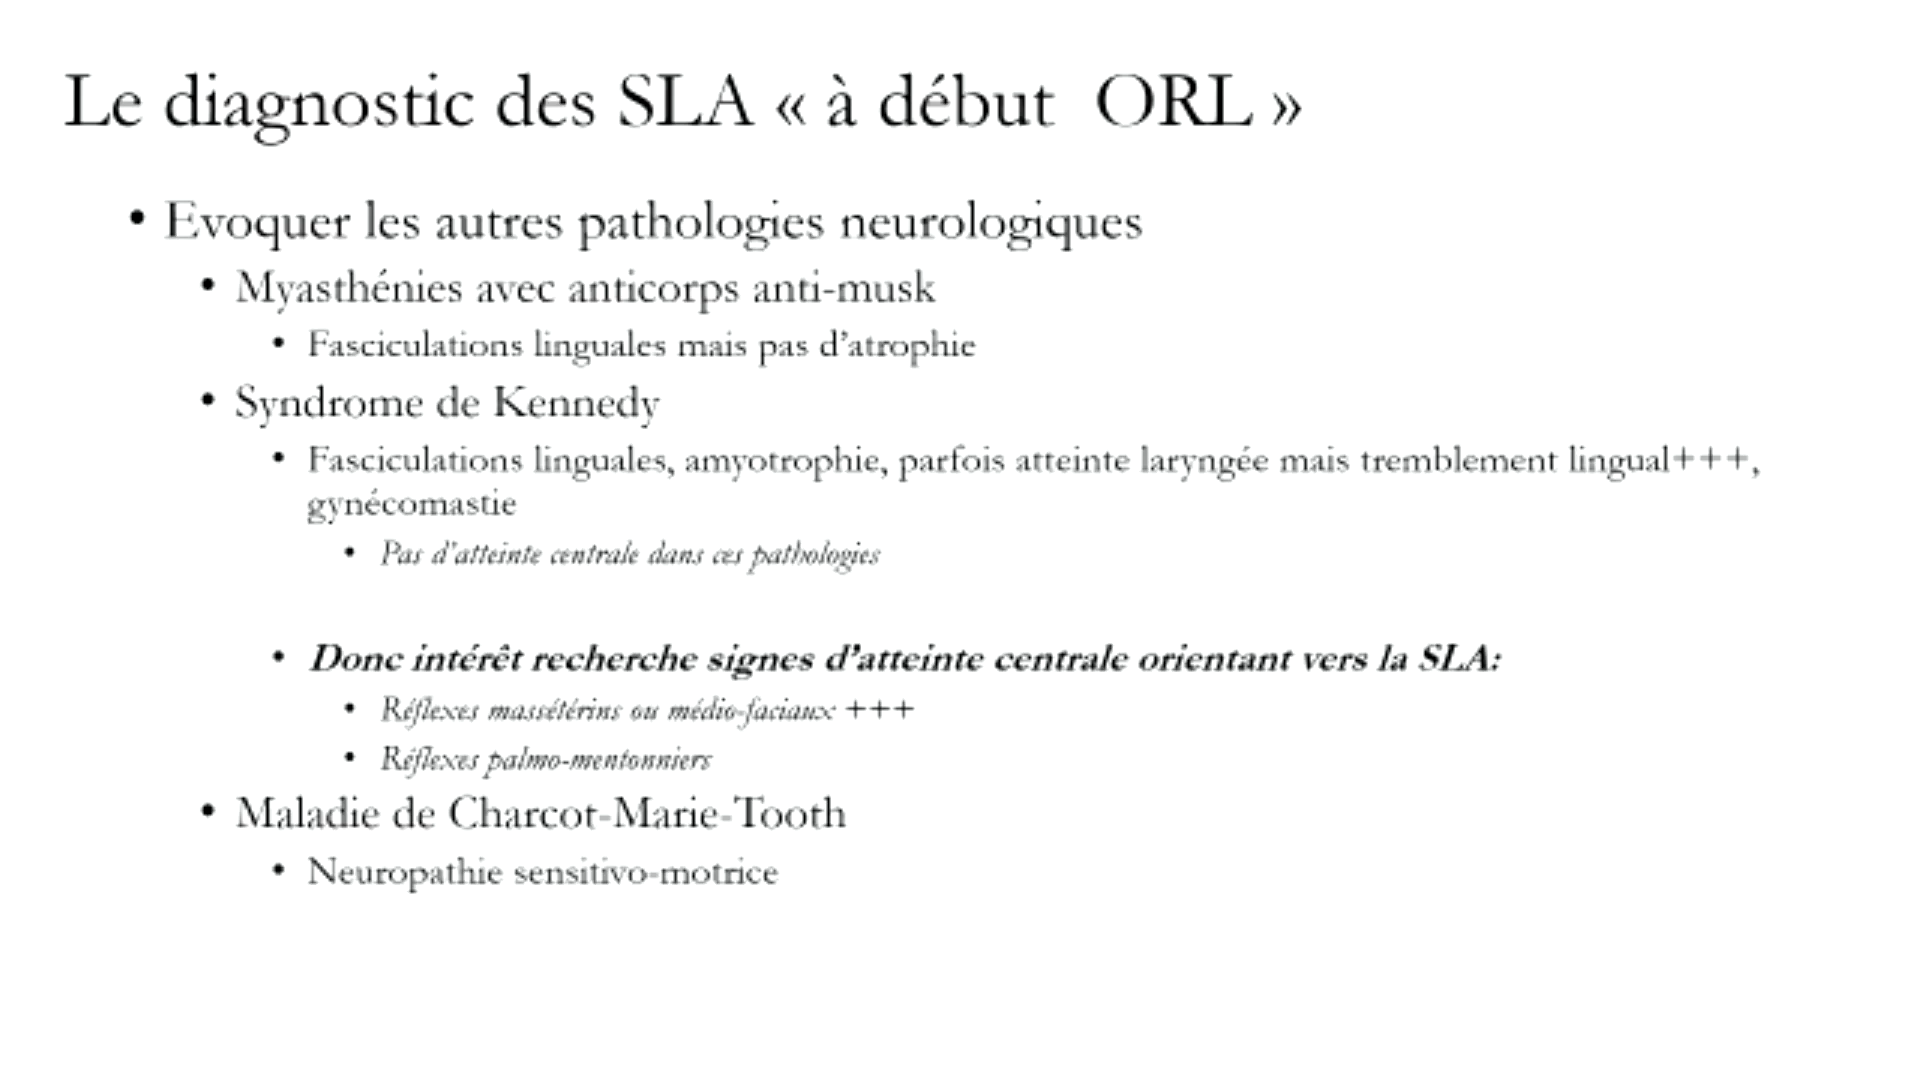 Le diagnostic des SLA « à début  ORL »
• Evoquer les autres pathologies neurologiques
• Myasthénies avec anticorps anti-musk
• Fasciculations linguales mais pas d’atrophie
• Syndrome de Kennedy
• Fasciculations linguales, amyotrophie, parfois atteinte laryngée mais tremblement lingual+++,
gynécomastie
• Pas d’atteinte centrale dans ces pathologies
• Donc intérêt recherche signes d’atteinte centrale orientant vers la SLA:
• Réflexes massétérins ou médio-faciaux +++
• Réflexes palmo-mentonniers
• Maladie de Charcot-Marie-Tooth
• Neuropathie sensitivo-motrice